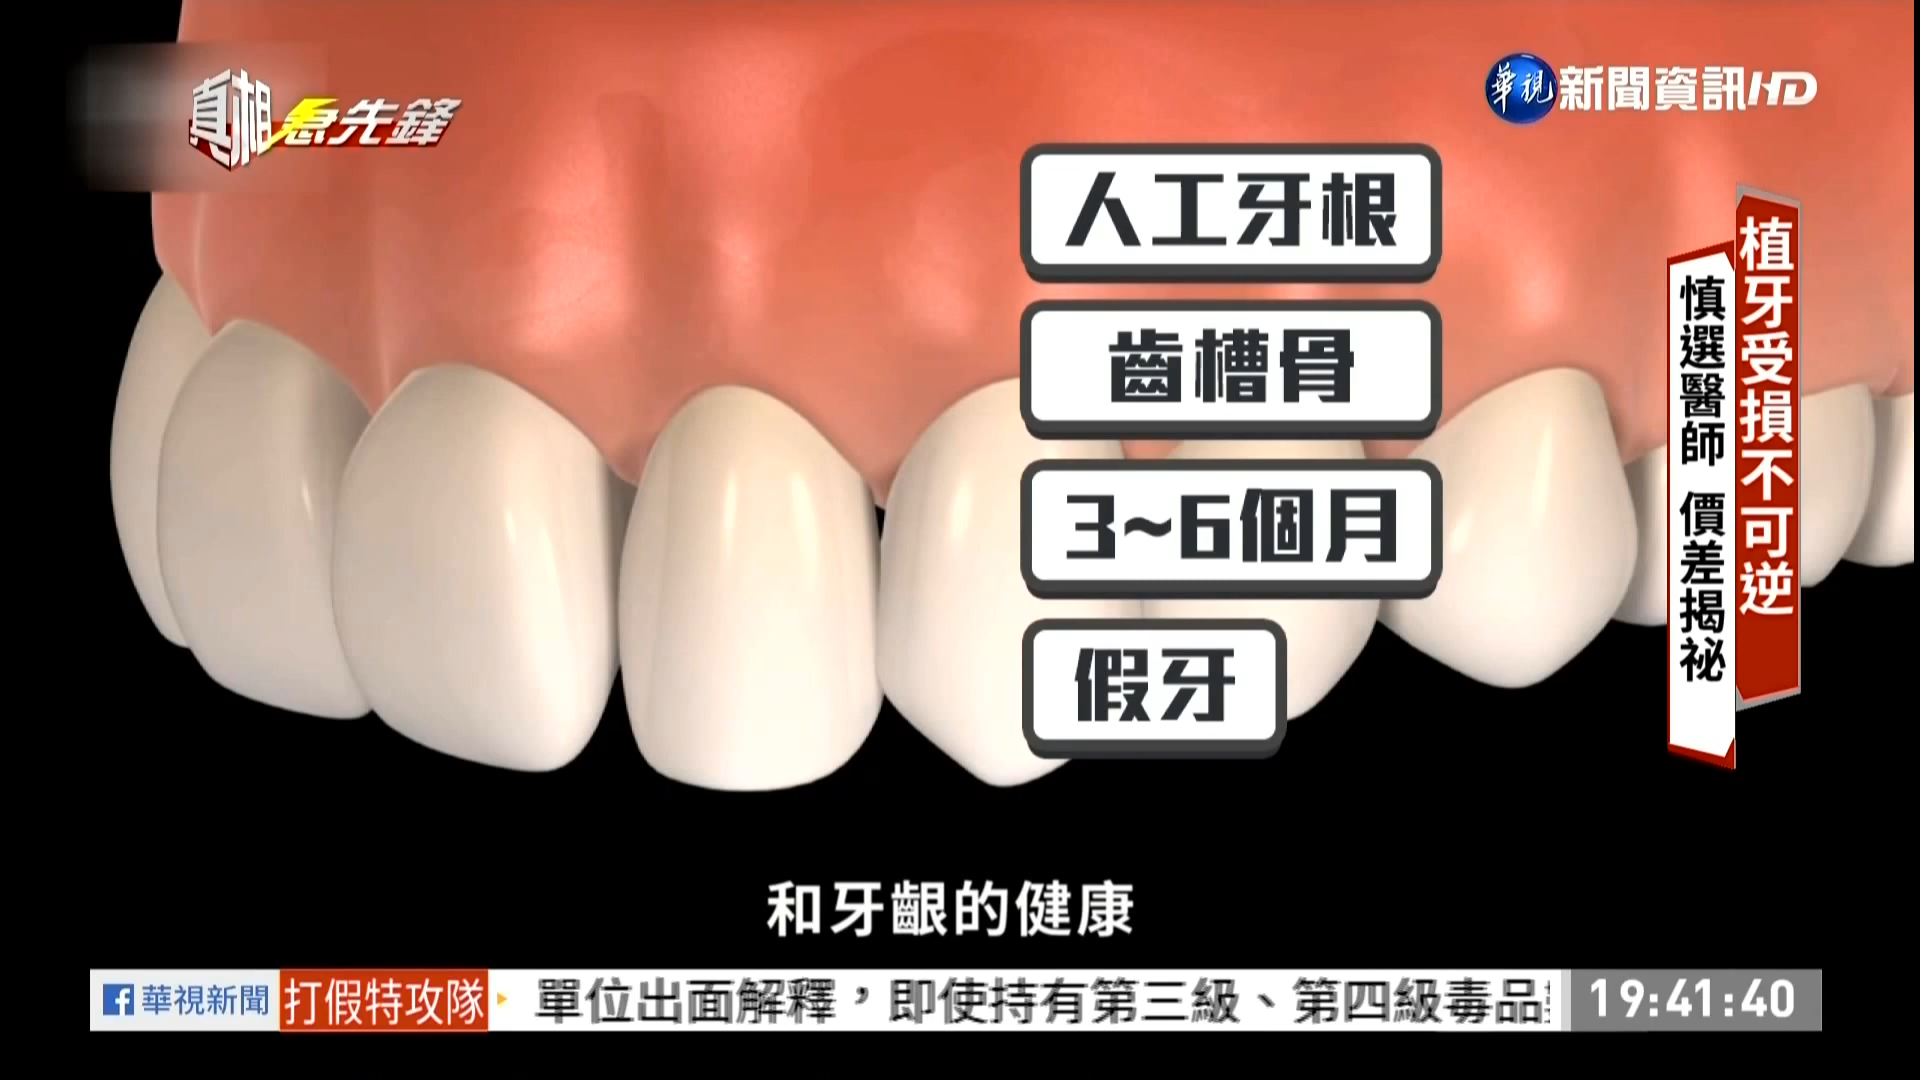 真相急先鋒
華視新聞資訊HD
人工牙根
齒槽骨
3~6個月
假牙
植牙受損不可逆
慎選醫師 價差揭祕
和牙齦的健康
華視新聞 打假特攻隊 單位出面解釋，即使持有第三級、第四級毒品 19:41:40